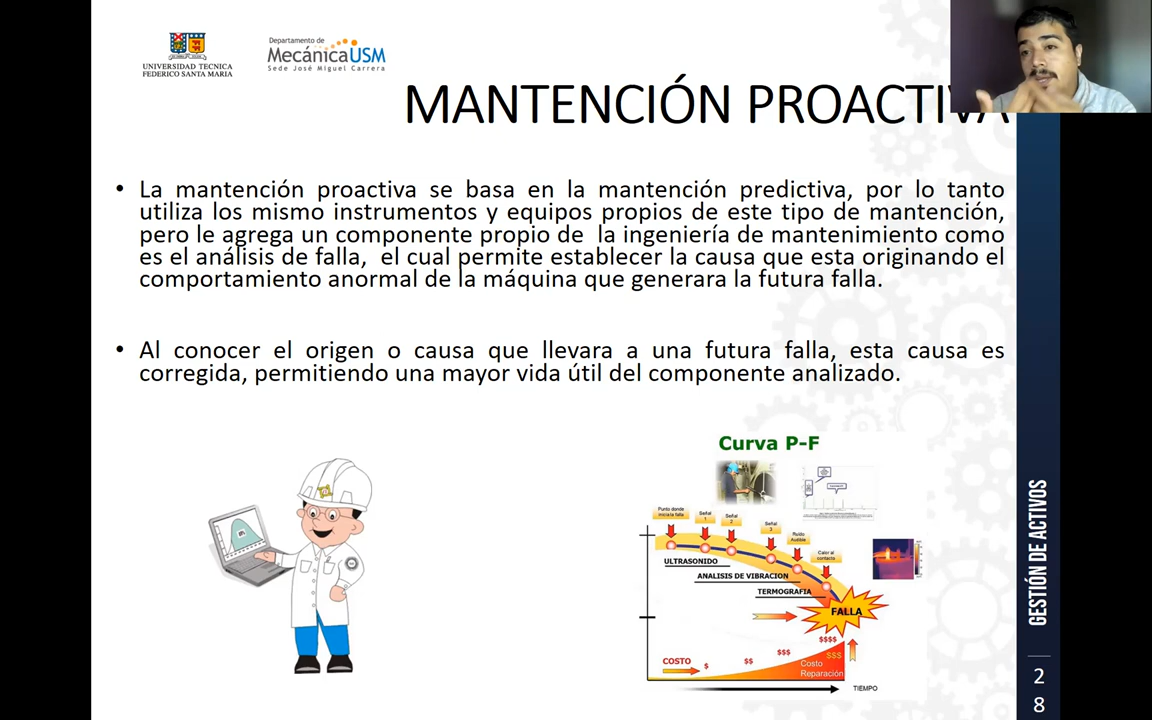 UNIVERSIDAD TECNICA
FEDERICO SANTA MARIA
Departamento de
MecánicaUSM
Sede José Miguel Carrera
MANTENCIÓN PROACTIVA
• La mantención proactiva se basa en la mantención predictiva, por lo tanto
utiliza los mismo instrumentos y equipos propios de este tipo de mantención,
pero le agrega un componente propio de la ingeniería de mantenimiento como
es el análisis de falla, el cual permite establecer la causa que esta originando el
comportamiento anormal de la máquina que generara la futura falla.
• Al conocer el origen o causa que llevara a una futura falla, esta causa es
corregida, permitiendo una mayor vida útil del componente analizado.
Curva P-F
Punto donde
inicia la falla
Señal
1
Señal
2
Señal
3
Ruido
Audible
Calor al
contacto
ULTRASONIDO
ANALISIS DE VIBRACION
TERMOGRAFIA
FALLA
COSTO
$
$$
$$$
$$$$
$$$
Costo
Reparación
TIEMPO
GESTIÓN DE ACTIVOS
2
8